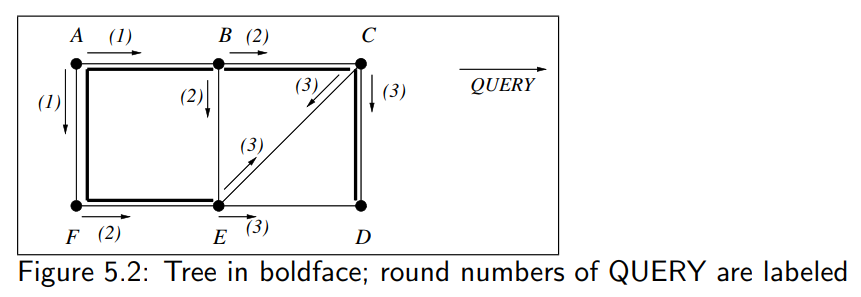 A (1) B (2) C
(1) (2) (3) (3) QUERY
(3)
F (2) E (3) D
Figure 5.2: Tree in boldface; round numbers of QUERY are labeled